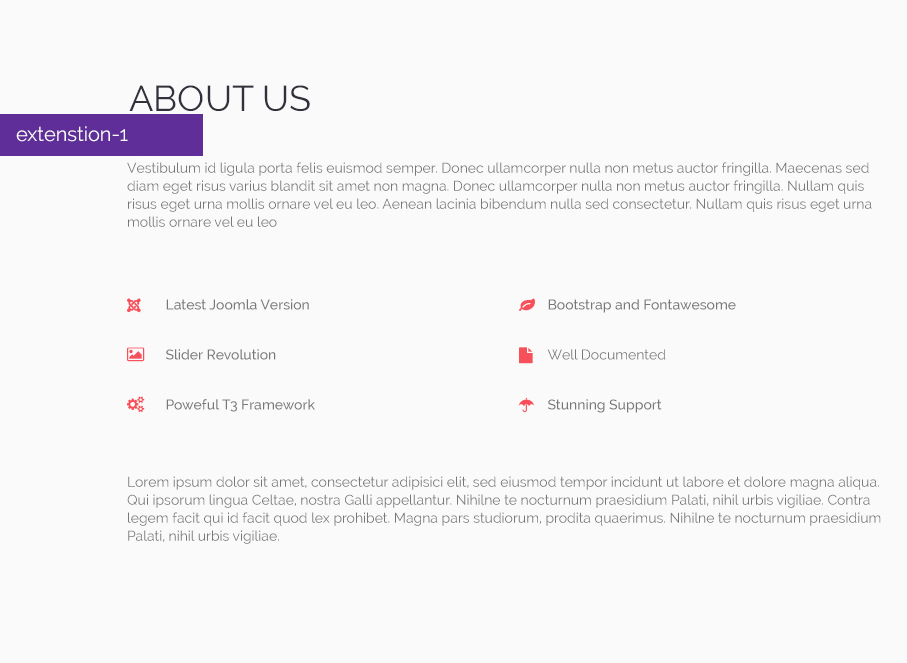 ABOUT US
extenstion-1
Vestibulum id ligula porta felis euismod semper. Donec ullamcorper nulla non metus auctor fringilla. Maecenas sed
diam eget risus varius blandit sit amet non magna. Donec ullamcorper nulla non metus auctor fringilla. Nullam quis
risus eget urna mollis ornare vel eu leo. Aenean lacinia bibendum nulla sed consectetur. Nullam quis risus eget urna
mollis ornare vel eu leo
Latest Joomla Version
Bootstrap and Fontawesome
Slider Revolution
Well Documented
Poweful T3 Framework
Stunning Support
Lorem ipsum dolor sit amet, consectetur adipisici elit, sed eiusmod tempor incidunt ut labore et dolore magna aliqua.
Qui ipsorum lingua Celtae, nostra Galli appellantur. Nihilne te nocturnum praesidium Palati, nihil urbis vigiliae. Contra
legem facit qui id facit quod lex prohibet. Magna pars studiorum, prodita quaerimus. Nihilne te nocturnum praesidium
Palati, nihil urbis vigiliae.